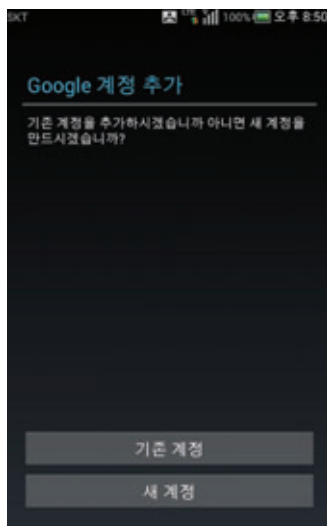 SKT 100% 오후 8:50
Google 계정 추가
기존 계정을 추가하시겠습니까 아니면 새 계정을
만드시겠습니까?
기존 계정
새 계정